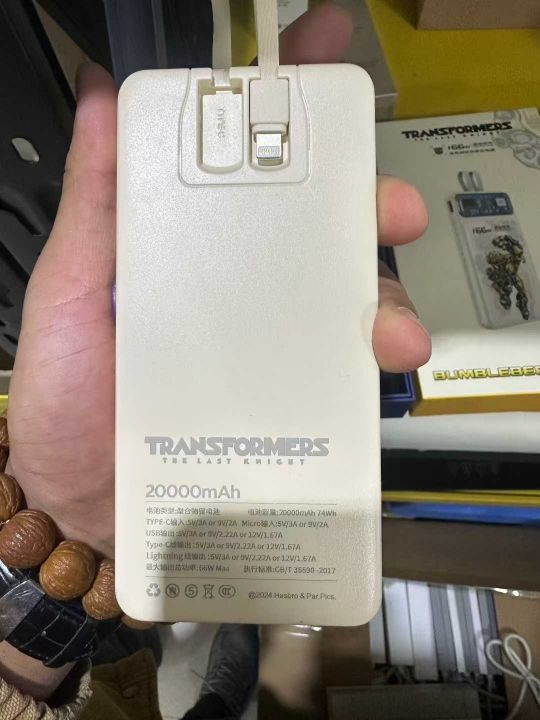 TRANSFORMERS
THE LAST KNIGHT
20000mAh
电池类型:聚合物锂电池 电池容量:20000mAh 74Wh
TYPE-C输入:5V/3A or 9V/2A Micro输入:5V/3A or 9V/2A
USB输出:5V/3A or 9V/2.22A or 12V/1.67A
Type-C线输出:5V/3A or 9V/2.22A or 12V/1.67A
Lightning线输出:5V/3A or 9V/2.22A or 12V/1.67A
最大输出总功率:66W Max 执行标准:GB/T 35590-2017
5
@2024 Hasbro & Par.Pics.
TRANSFORMERS
THE LAST KNIGHT
166W
166W
BUMBLEBEE